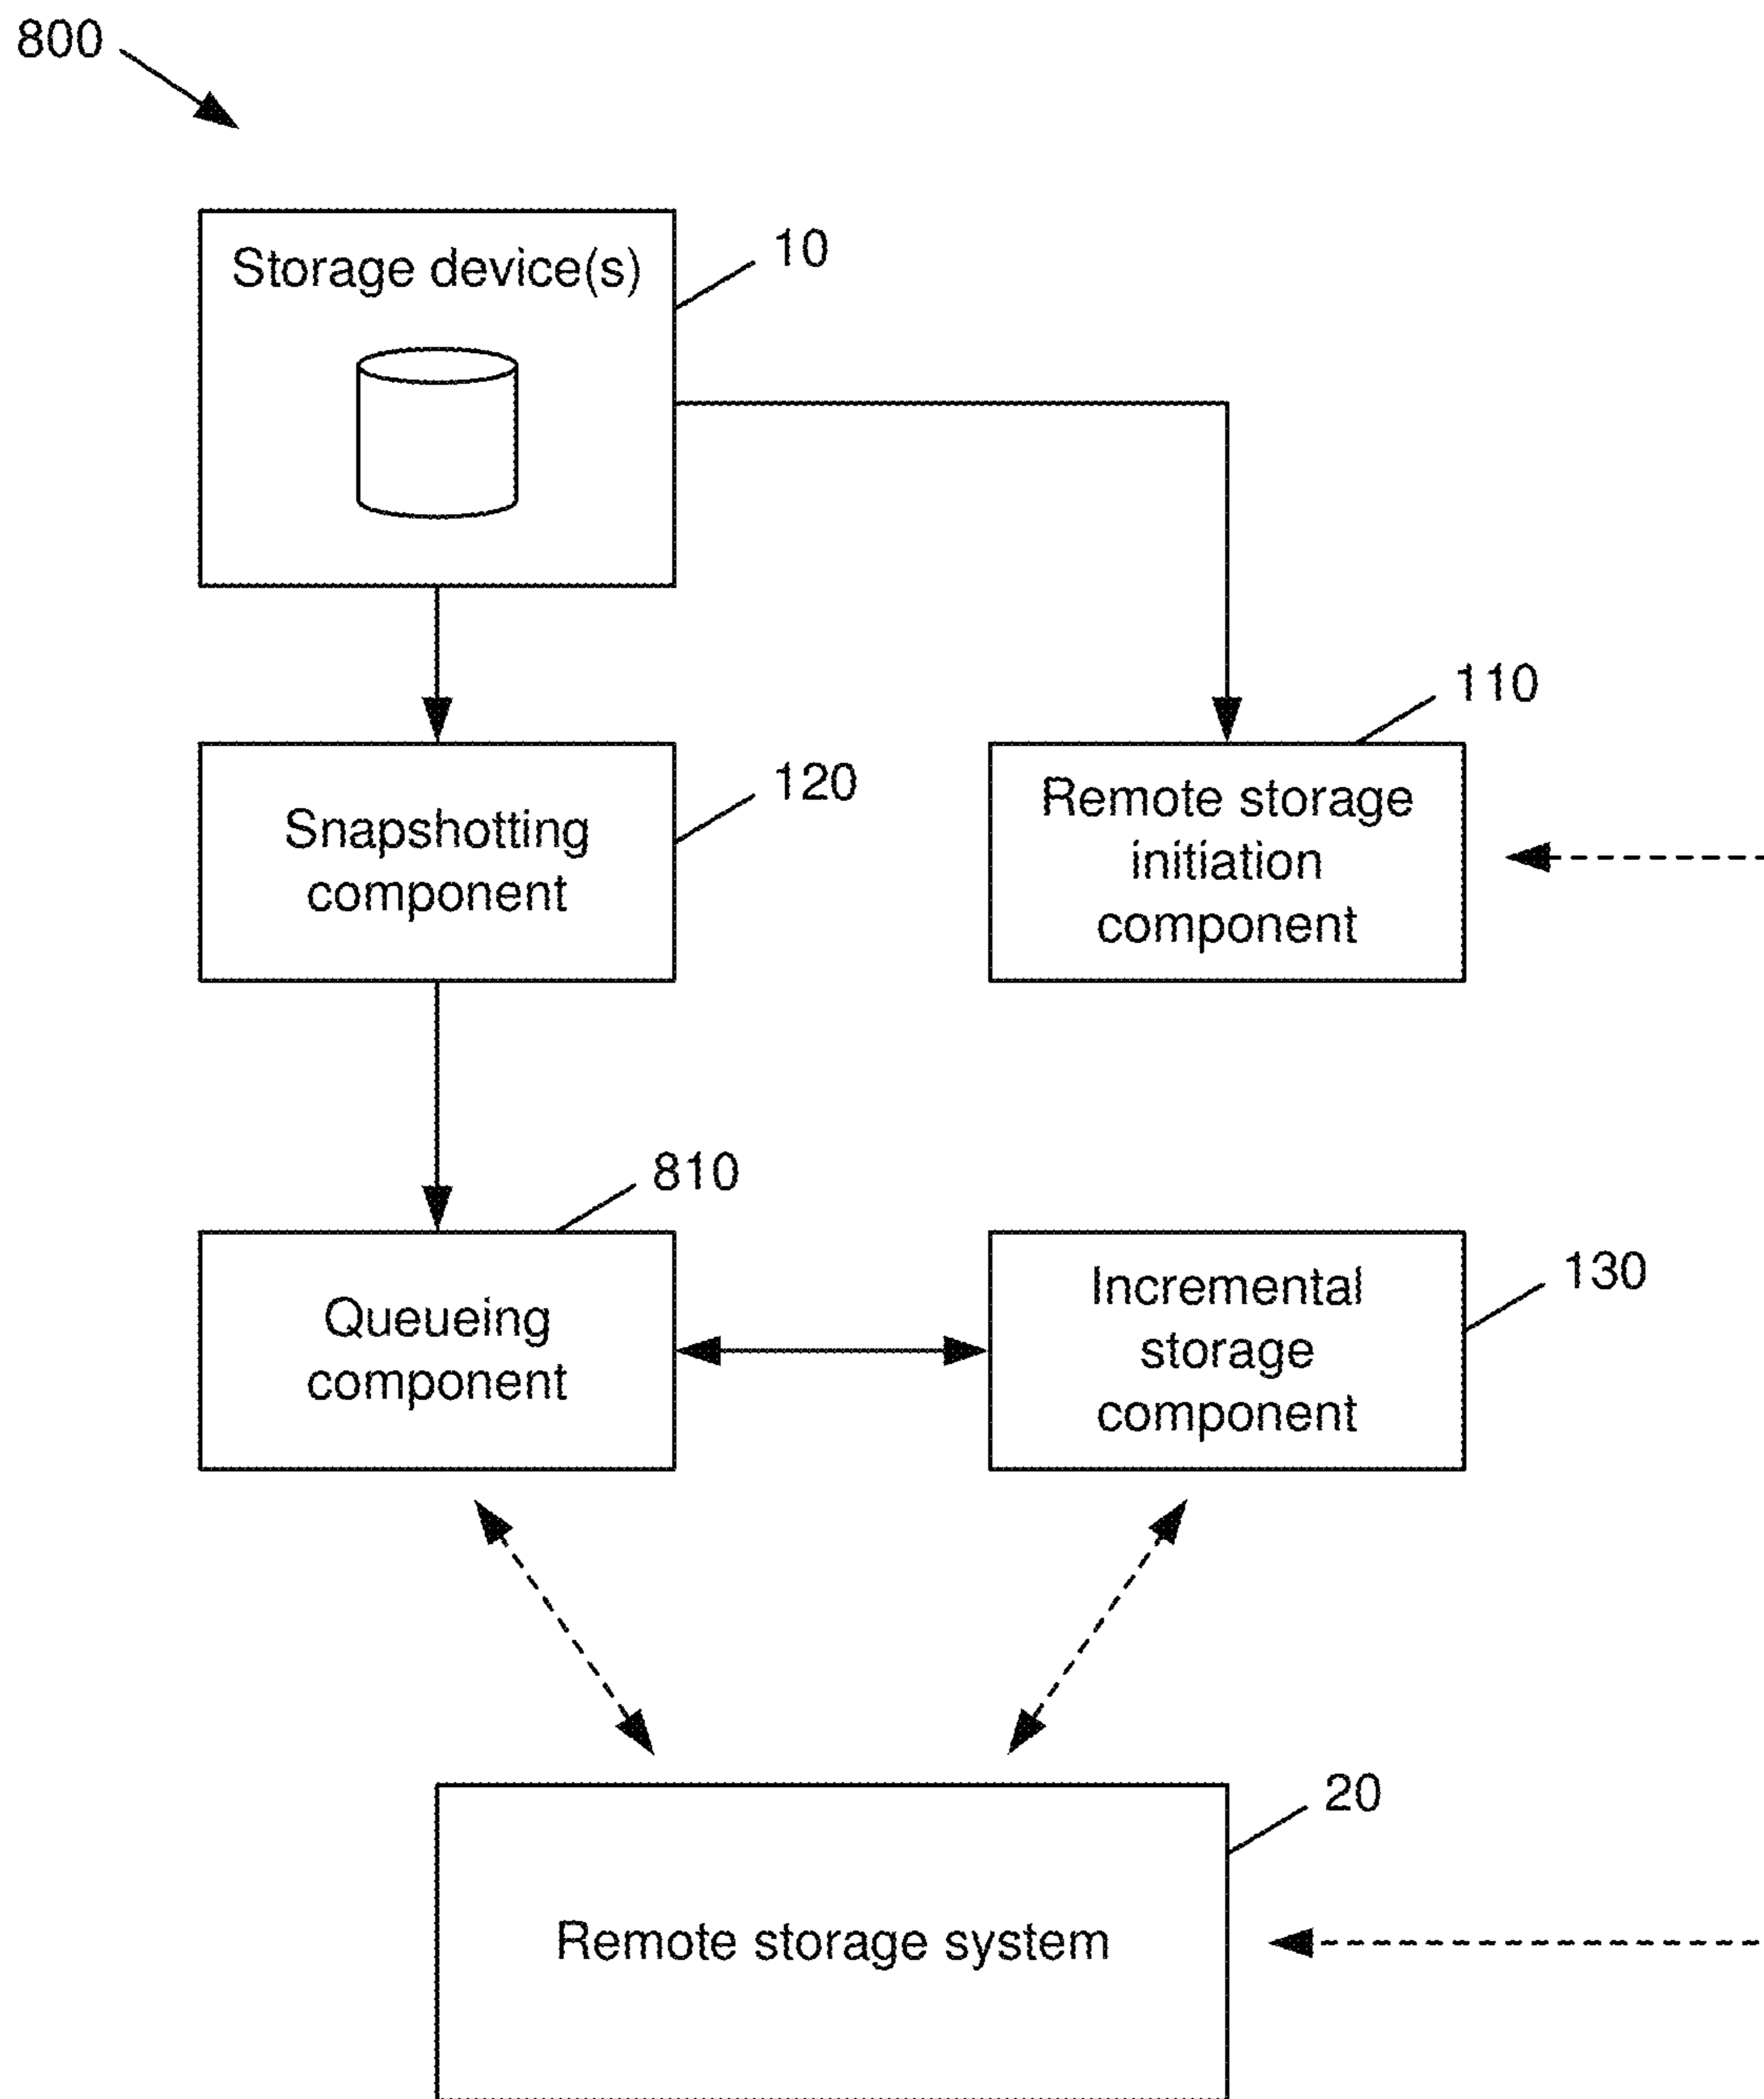 800
Storage device(s)
10
110
120
Snapshotting
component
Remote storage
initiation
component
810
130
Queueing
component
Incremental
storage
component
20
Remote storage system